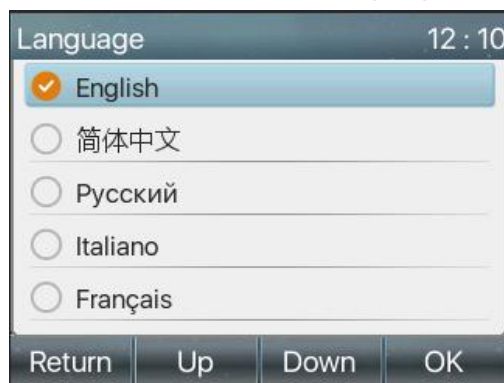 Language 12 : 10
English
简体中文
Русский
Italiano
Français
Return Up Down OK